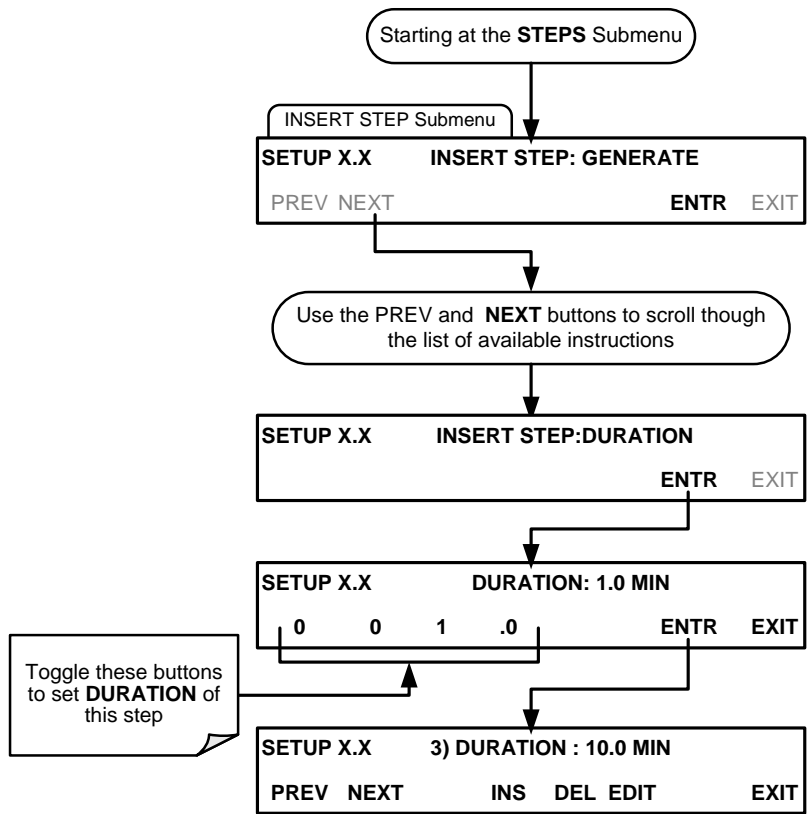 Starting at the STEPS Submenu
INSERT STEP Submenu
SETUP X.X INSERT STEP: GENERATE
PREV NEXT ENTR EXIT
Use the PREV and NEXT buttons to scroll though
the list of available instructions
SETUP X.X INSERT STEP:DURATION
ENTR EXIT
SETUP X.X DURATION: 1.0 MIN
0 0 1 .0 ENTR EXIT
Toggle these buttons
to set DURATION of
this step
SETUP X.X 3) DURATION : 10.0 MIN
PREV NEXT INS DEL EDIT EXIT